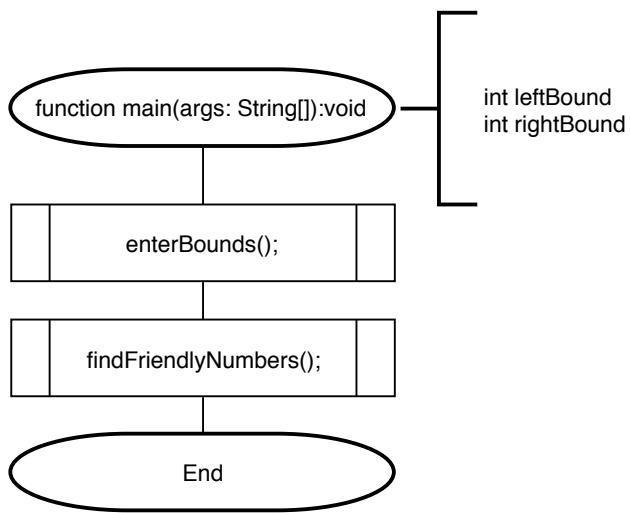 function main(args: String[]):void
int leftBound
int rightBound
enterBounds();
findFriendlyNumbers();
End